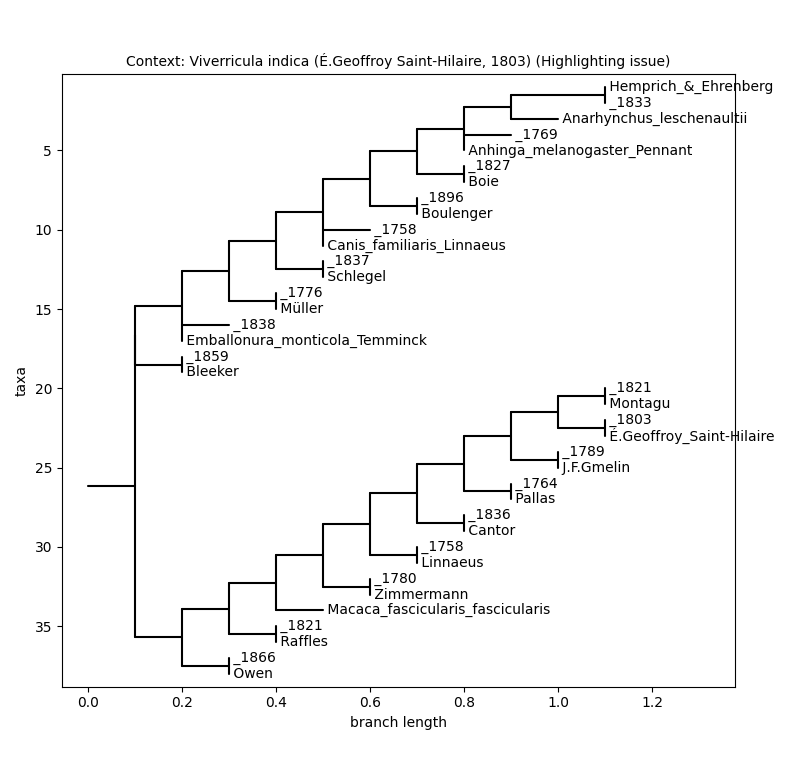 Context: Viverricula indica (É.Geoffroy Saint-Hilaire, 1803) (Highlighting issue)
Hemprich_&_Ehrenberg
_1833
Anarhynchus_leschenaultii
_1769
Anhinga_melanogaster_Pennant
_1827
Boie
_1896
Boulenger
_1758
Canis_familiaris_Linnaeus
_1837
Schlegel
_1776
Müller
_1838
Emballonura_monticola_Temminck
_1859
Bleeker
_1821
Montagu
_1803
É.Geoffroy_Saint-Hilaire
_1789
J.F.Gmelin
_1764
Pallas
_1836
Cantor
_1758
Linnaeus
_1780
Zimmermann
Macaca_fascicularis_fascicularis
_1821
Raffles
_1866
Owen
5
10
15
20
25
30
35
taxa
0.0 0.2 0.4 0.6 0.8 1.0 1.2
branch length